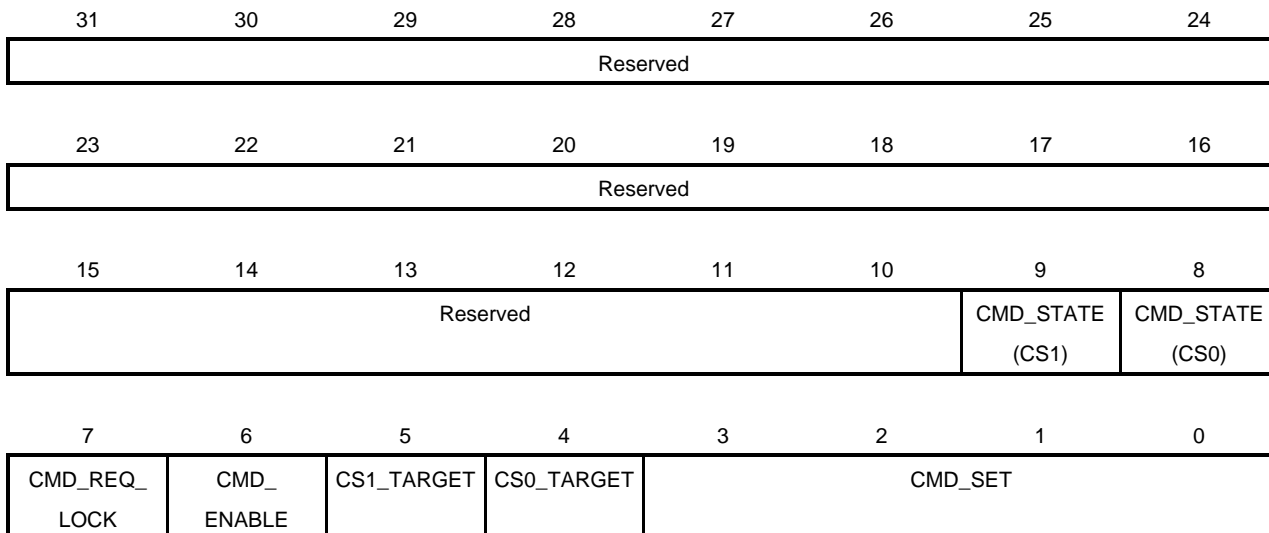 31 30 29 28 27 26 25 24
Reserved
23 22 21 20 19 18 17 16
Reserved
15 14 13 12 11 10 9 8
Reserved CMD_STATE CMD_STATE
(CS1) (CS0)
7 6 5 4 3 2 1 0
CMD_REQ_ CMD_ CS1_TARGET CS0_TARGET CMD_SET
LOCK ENABLE